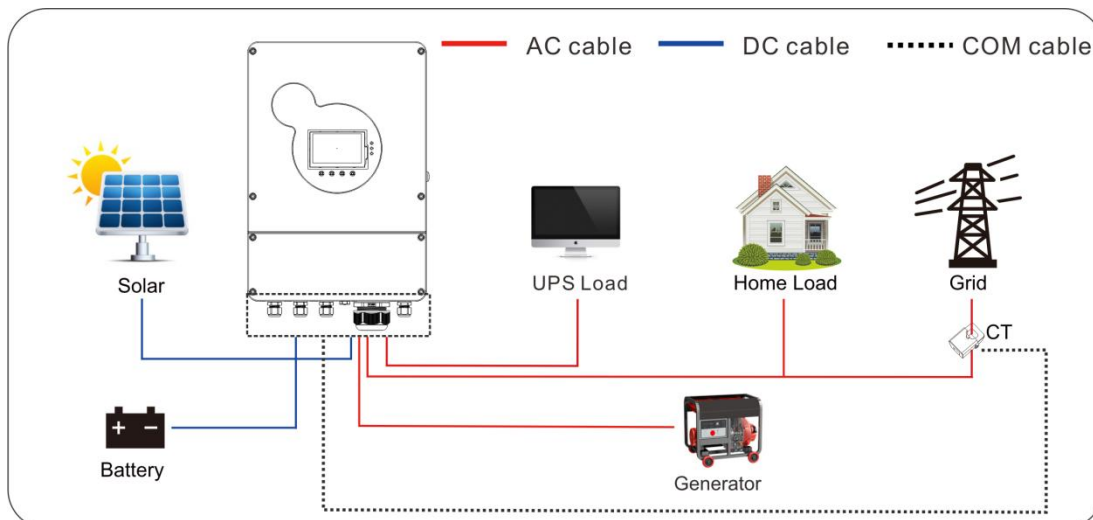 AC cable
DC cable
COM cable
Solar
UPS Load
Home Load
Grid
CT
Battery
Generator